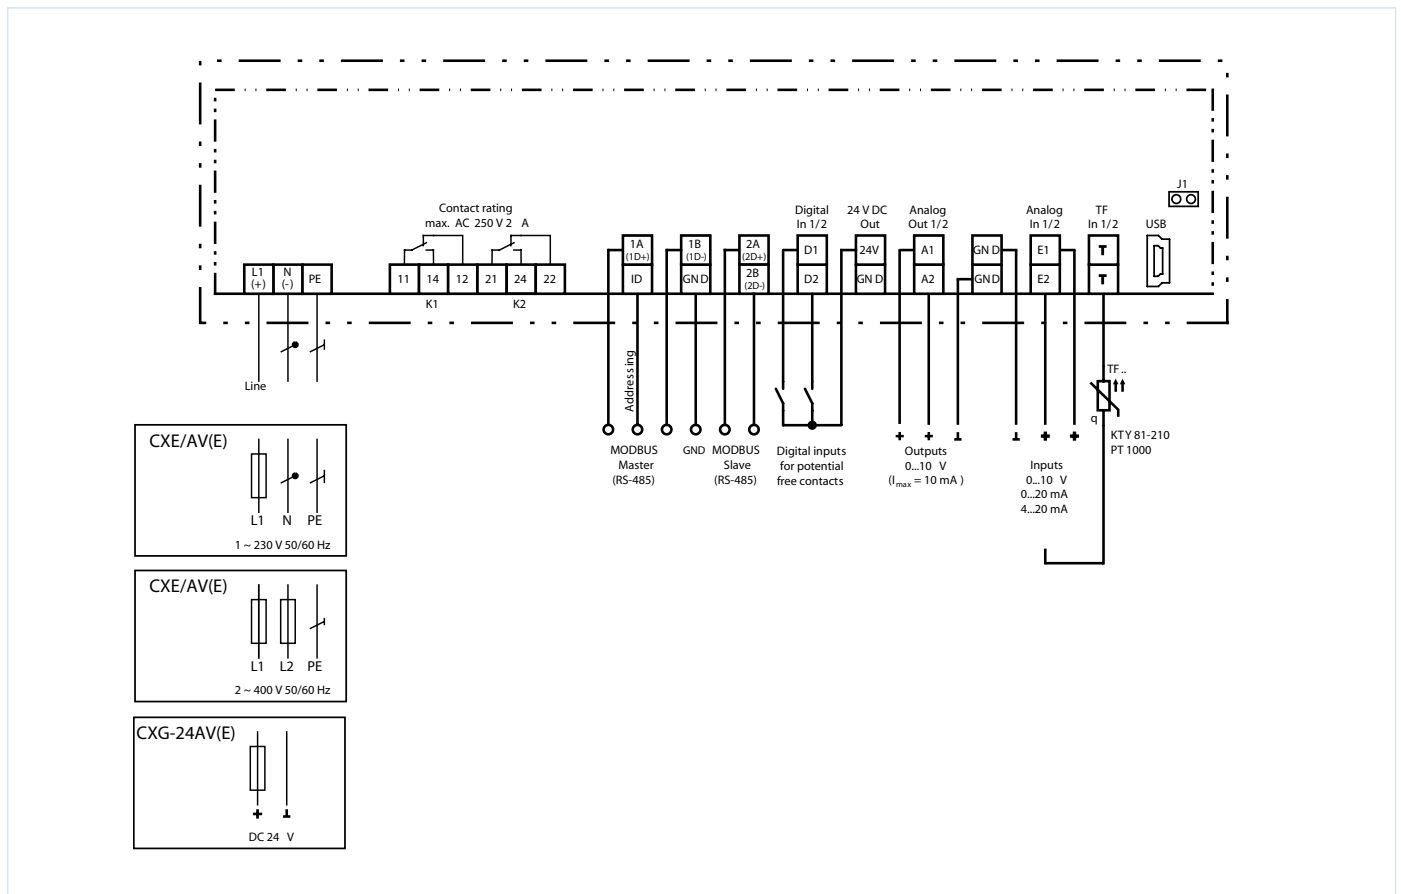 J1
Contact rating
max. AC 250 V 2 A
Digital
In 1/2
24 V DC
Out
Analog
Out 1/2
Analog
In 1/2
TF
In 1/2
USB
1A
(1D+)
1B
(1D-)
2A
(2D+)
D1
24V
A1
GND
E1
T
L1
(+)
N
(-)
PE
11
14
12
21
24
22
ID
GND
2B
(2D-)
D2
GND
A2
GND
E2
T
K1
K2
Line
Addressing
TF ..
q
KTY 81-210
PT 1000
MODBUS
Master
(RS-485)
GND
MODBUS
Slave
(RS-485)
Digital inputs
for potential
free contacts
Outputs
0...10 V
(Imax = 10 mA )
Inputs
0...10 V
0...20 mA
4...20 mA
CXE/AV(E)
L1 N PE
1 ~ 230 V 50/60 Hz
CXE/AV(E)
L1 L2 PE
2 ~ 400 V 50/60 Hz
CXG-24AV(E)
DC 24 V